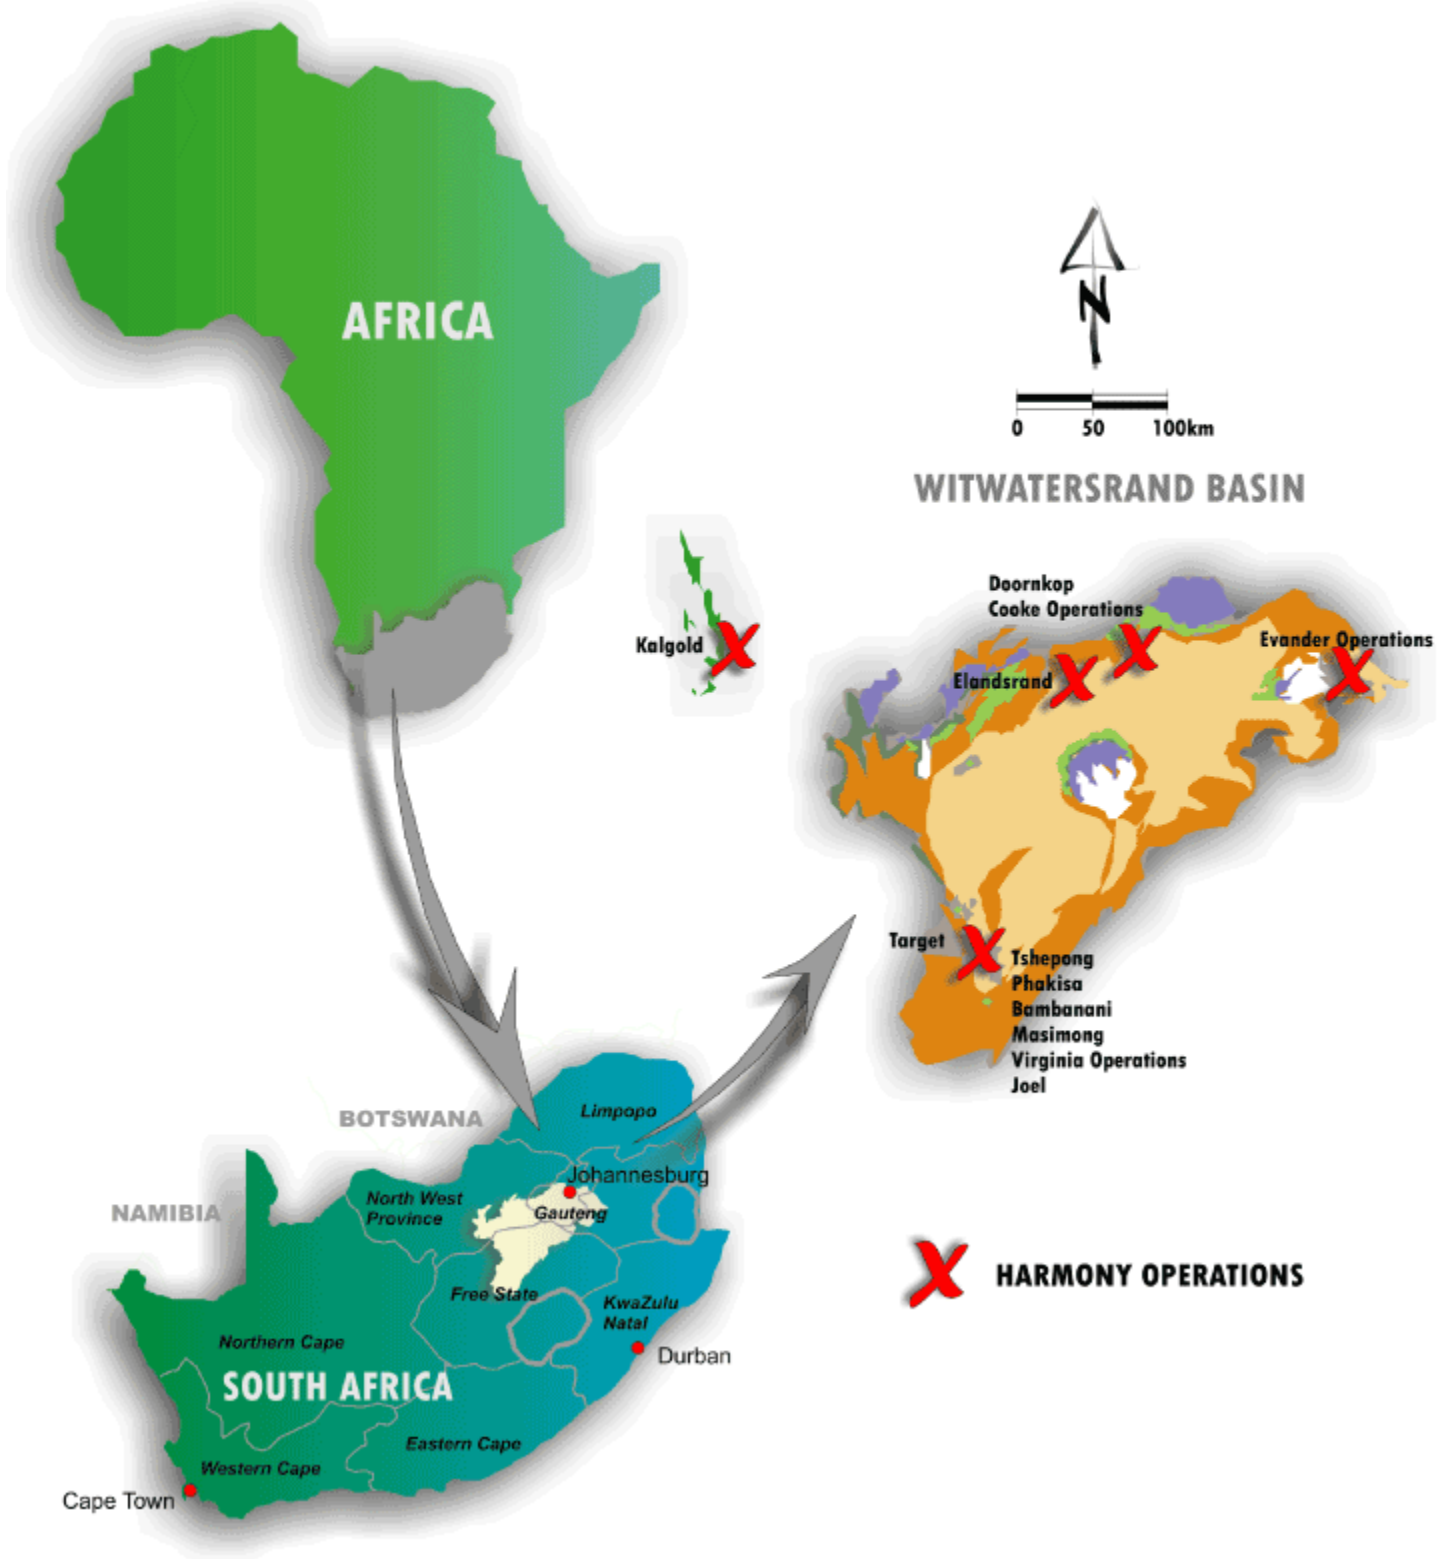 AFRICA
N
0 50 100km
WITWATERSRAND BASIN
Doornkop
Cooke Operations
Evander Operations
Kalgold
Elandsrand
Target
Tshepong
Phakisa
Bambanani
Masimong
Virginia Operations
Joel
HARMONY OPERATIONS
BOTSWANA
Limpopo
Johannesburg
NAMIBIA
North West
Province
Gauteng
Free State
KwaZulu
Natal
Northern Cape
Durban
SOUTH AFRICA
Eastern Cape
Western Cape
Cape Town